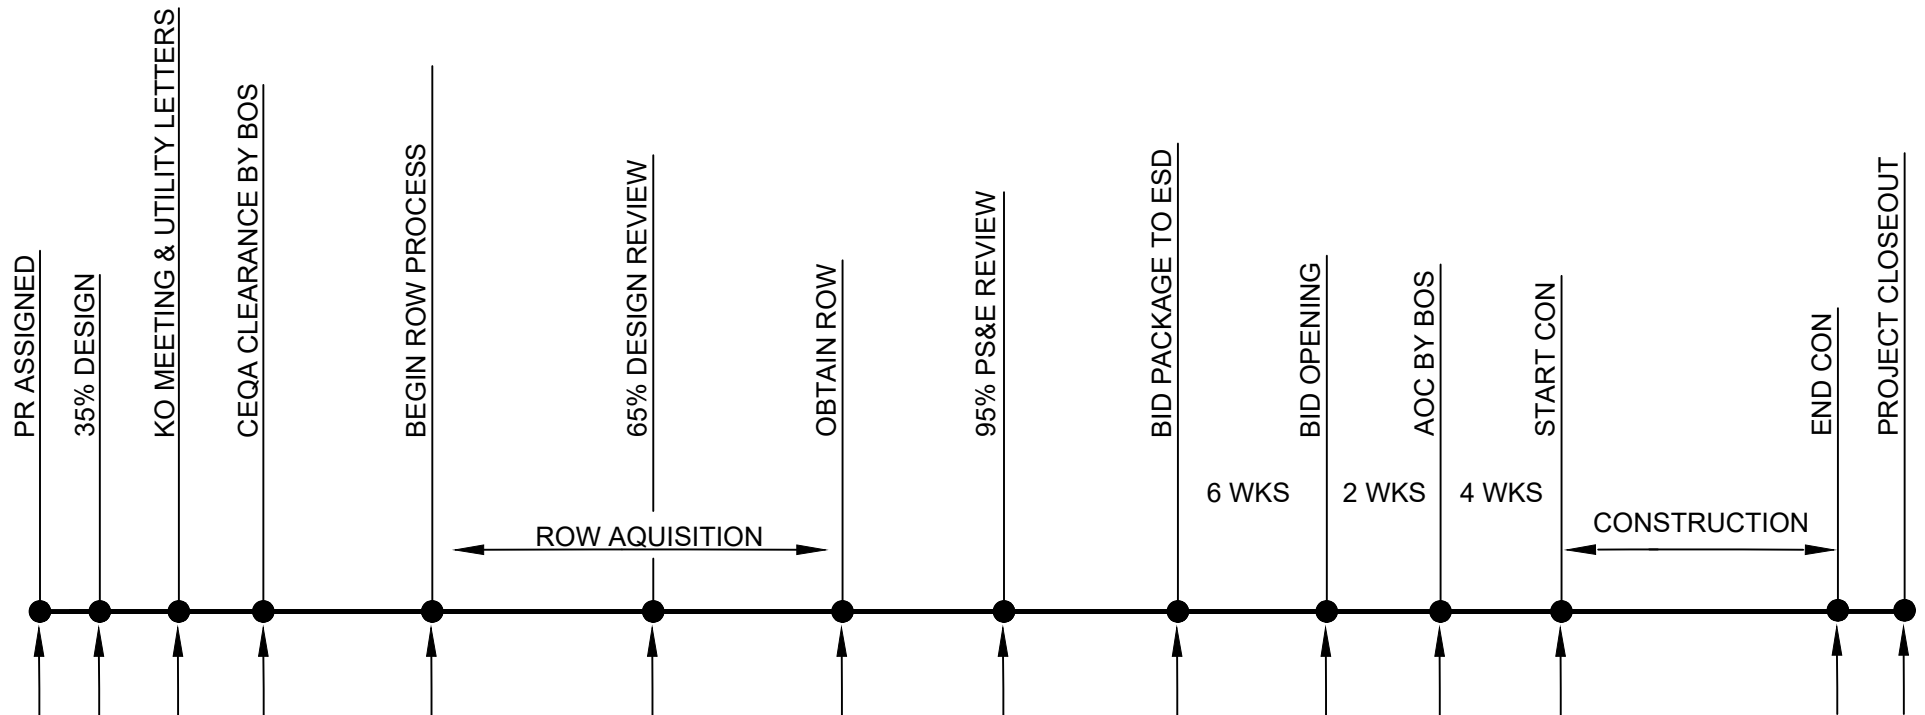 PR ASSIGNED
35% DESIGN
KO MEETING & UTILITY LETTERS
CEQA CLEARANCE BY BOS
BEGIN ROW PROCESS
65% DESIGN REVIEW
OBTAIN ROW
95% PS&E REVIEW
BID PACKAGE TO ESD
BID OPENING
AOC BY BOS
START CON
END CON
PROJECT CLOSEOUT
6 WKS
2 WKS
4 WKS
ROW AQUISITION
CONSTRUCTION